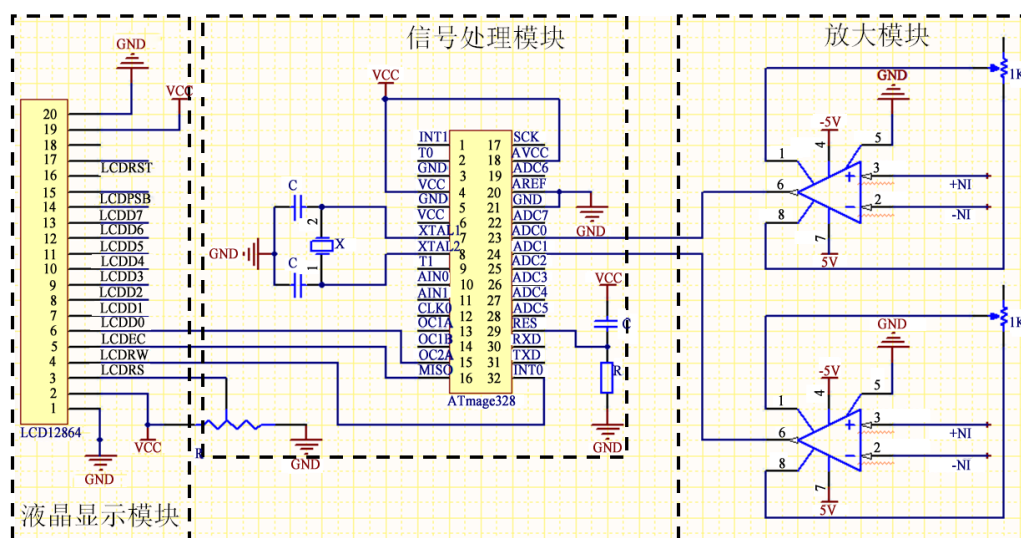 信号处理模块
放大模块
液晶显示模块
GND
VCC
20
19
18
17
16
15
14
13
12
11
10
9
8
7
6
5
4
3
2
1
LCDRST
LCDPSB
LCDD7
LCDD6
LCDD5
LCDD4
LCDD3
LCDD2
LCDD1
LCDD0
LCDEC
LCDRW
LCDRS
LCD12864
VCC
GND
R
GND
VCC
C
C
2
X
1
GND
INT1 1 17 SCK
T0 2 18 AVCC
GND 3 19 ADC6
VCC 4 20 AREF
GND 5 21 GND
VCC 6 22 ADC7
XTAL1 7 23 ADC0
XTAL2 8 24 ADC1
T1 9 25 ADC2
AIN0 10 26 ADC3
AIN1 11 27 ADC4
CLK0 12 28 ADC5
OC1A 13 29 RES
OC1B 14 30 RXD
OC2A 15 31 TXD
MISO 16 32 INT0
ATmage328
GND
VCC
C
R
GND
GND
1K
-5V
4
5
1
3
+NI
6
2
-NI
8
7
5V
GND
1K
-5V
4
5
1
3
+NI
6
2
-NI
8
7
5V